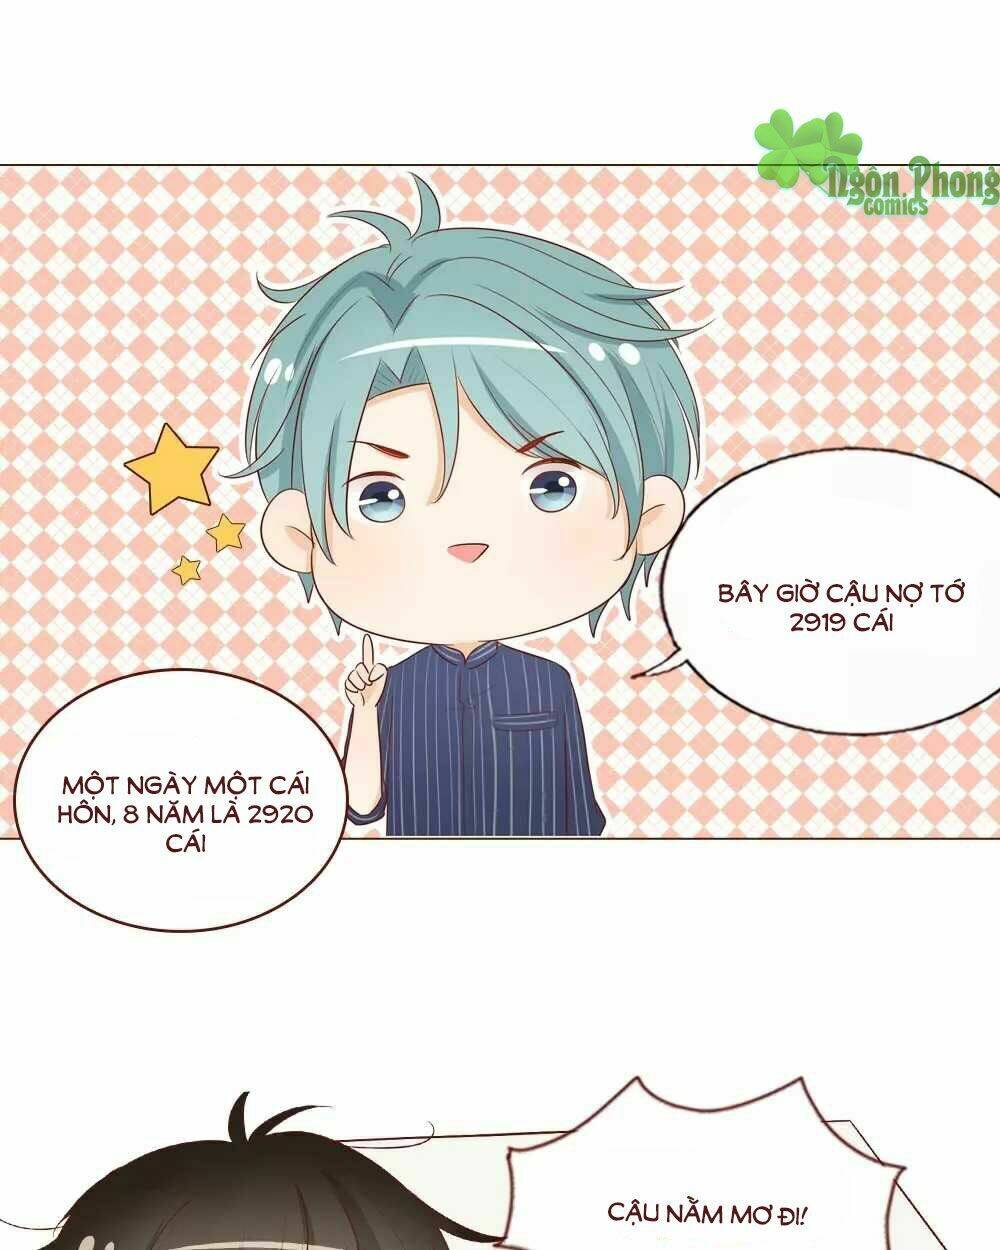 Ngôn Phong
comics
MỘT NGÀY MỘT CÁI
HÔN, 8 NĂM LÀ 2920
CÁI
BÂY GIỜ CẬU NỢ TỚ
2919 CÁI
CẬU NẰM MƠ ĐI!